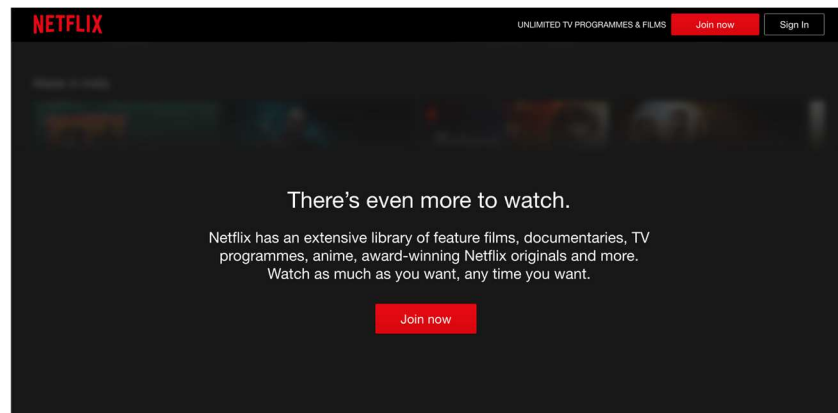 NETFLIX
UNLIMITED TV PROGRAMMES & FILMS
Join now
Sign In
There's even more to watch.
Netflix has an extensive library of feature films, documentaries, TV
programmes, anime, award-winning Netflix originals and more.
Watch as much as you want, any time you want.
Join now